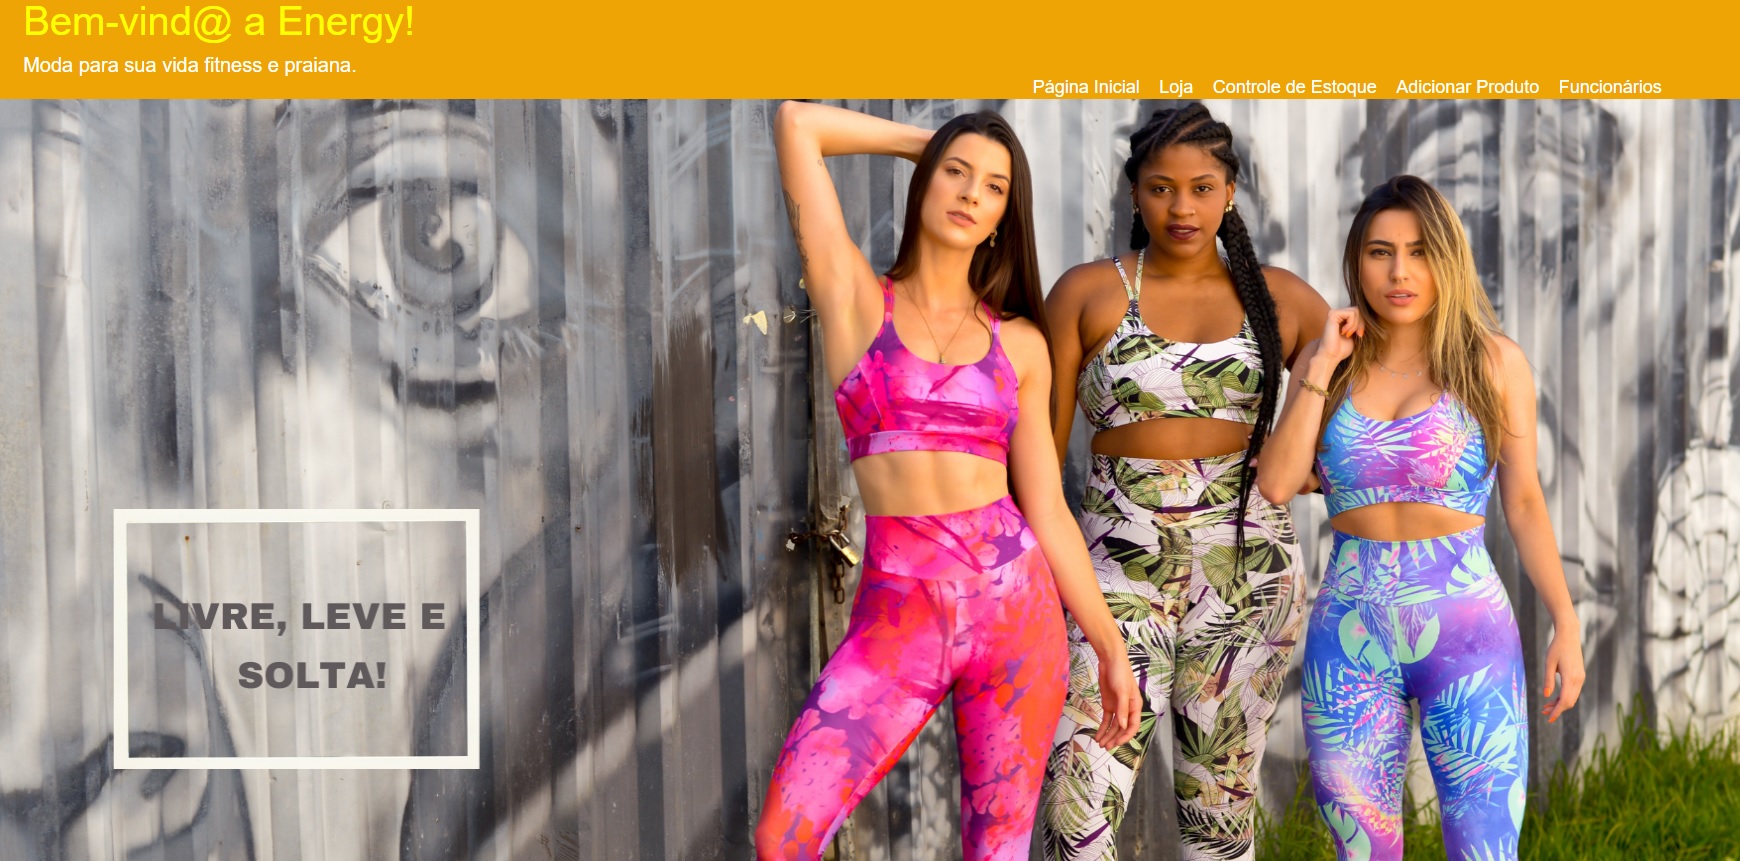 Bem-vind@ a Energy!
Moda para sua vida fitness e praiana.
Página Inicial Loja Controle de Estoque Adicionar Produto Funcionários
LIVRE, LEVE E
SOLTA!